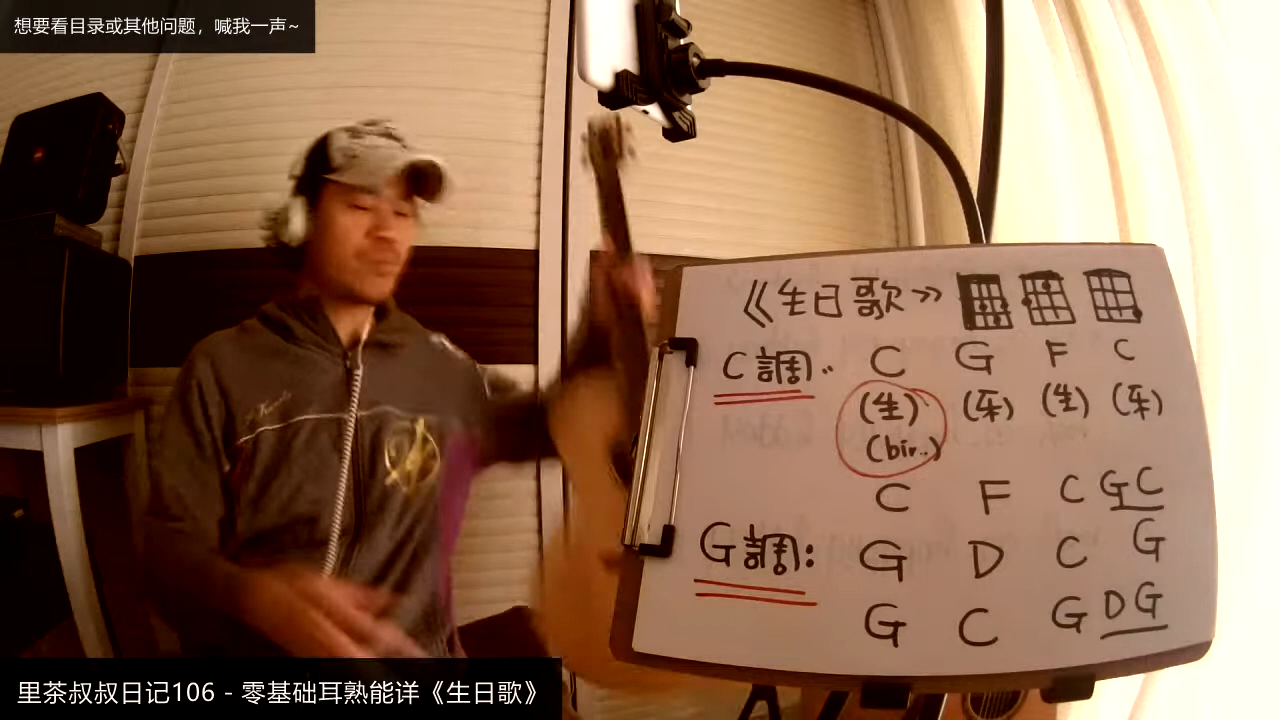 想要看目录或其他问题，喊我一声~
《生日歌》
C調:
C G F C
(生) (乐) (生) (乐)
(bir..)
C F C G C
G調:
G D C G
G C G D G
里茶叔叔日记106 - 零基础耳熟能详《生日歌》